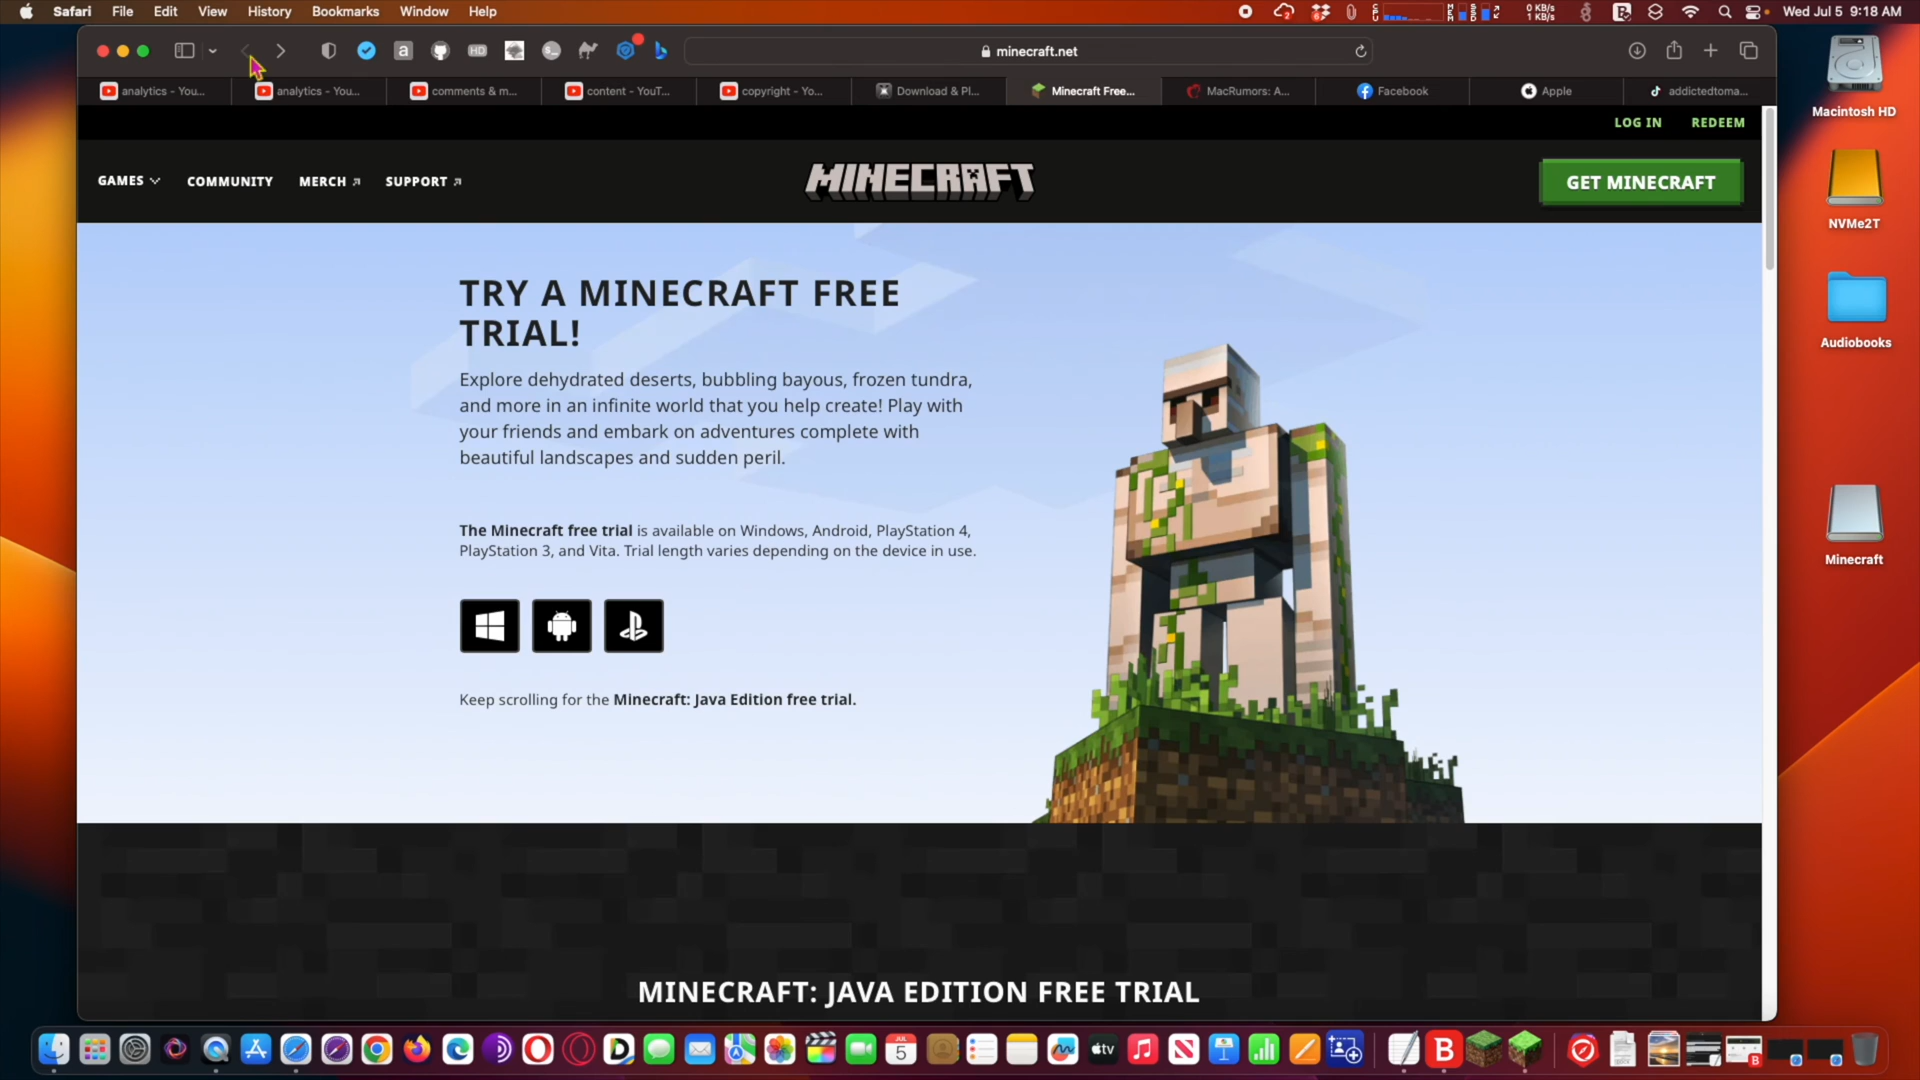 Safari File Edit View History Bookmarks Window Help
0 KB/s
1 KB/s
Wed Jul 5 9:18 AM
minecraft.net
analytics - You...
analytics - You...
comments & m...
content - YouT...
copyright - Yo...
Download & Pl...
Minecraft Free...
MacRumors: A...
Facebook
Apple
addictedtoma...
LOG IN REDEEM
GAMES COMMUNITY MERCH SUPPORT
MINECRAFT
GET MINECRAFT
TRY A MINECRAFT FREE
TRIAL!
Explore dehydrated deserts, bubbling bayous, frozen tundra,
and more in an infinite world that you help create! Play with
your friends and embark on adventures complete with
beautiful landscapes and sudden peril.
The Minecraft free trial is available on Windows, Android, PlayStation 4,
PlayStation 3, and Vita. Trial length varies depending on the device in use.
Keep scrolling for the Minecraft: Java Edition free trial.
MINECRAFT: JAVA EDITION FREE TRIAL
Macintosh HD
NVMe2T
Audiobooks
Minecraft